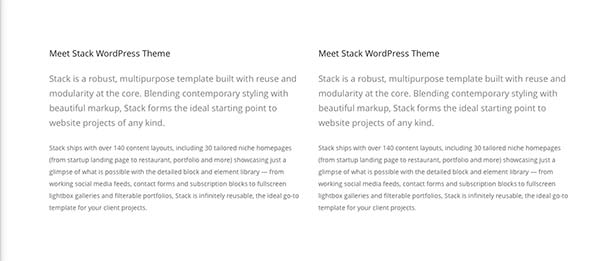 Meet Stack WordPress Theme
Stack is a robust, multipurpose template built with reuse and
modularity at the core. Blending contemporary styling with
beautiful markup, Stack forms the ideal starting point to
website projects of any kind.
Stack ships with over 140 content layouts, including 30 tailored niche homepages
(from startup landing page to restaurant, portfolio and more) showcasing just a
glimpse of what is possible with the detailed block and element library — from
working social media feeds, contact forms and subscription blocks to fullscreen
lightbox galleries and filterable portfolios, Stack is infinitely reusable, the ideal go-to
template for your client projects.
Meet Stack WordPress Theme
Stack is a robust, multipurpose template built with reuse and
modularity at the core. Blending contemporary styling with
beautiful markup, Stack forms the ideal starting point to
website projects of any kind.
Stack ships with over 140 content layouts, including 30 tailored niche homepages
(from startup landing page to restaurant, portfolio and more) showcasing just a
glimpse of what is possible with the detailed block and element library — from
working social media feeds, contact forms and subscription blocks to fullscreen
lightbox galleries and filterable portfolios, Stack is infinitely reusable, the ideal go-to
template for your client projects.